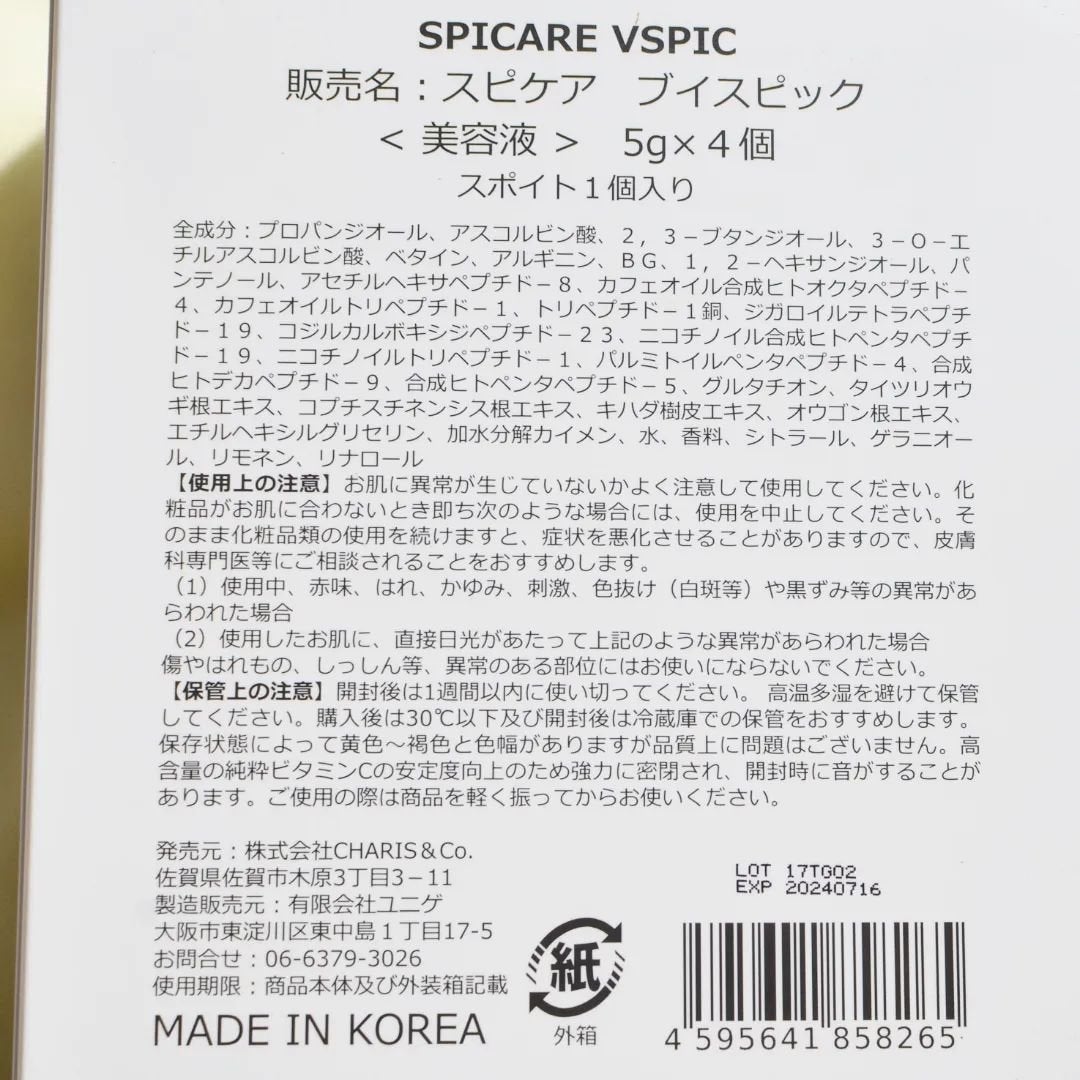 SPICARE VSPIC
販売名：スピケア　ブイスピック
＜ 美容液 ＞　5g×４個
スポイト１個入り
全成分：プロパンジオール、アスコルビン酸、２，３－ブタンジオール、３－Ｏ－エ
チルアスコルビン酸、ベタイン、アルギニン、ＢＧ、１，２－ヘキサンジオール、パ
ンテノール、アセチルヘキサペプチド－８、カフェオイル合成ヒトオクタペプチド－
４、カフェオイルトリペプチド－１、トリペプチド－１銅、ジガロイルテトラペプチ
ド－１９、コジルカルボキシジペプチド－２３、ニコチノイル合成ヒトペンタペプチ
ド－１９、ニコチノイルトリペプチド－１、パルミトイルペンタペプチド－４、合成
ヒトデカペプチド－９、合成ヒトペンタペプチド－５、グルタチオン、タイツリオウ
ギ根エキス、コプチスチネンシス根エキス、キハダ樹皮エキス、オウゴン根エキス、
エチルヘキシルグリセリン、加水分解カイメン、水、香料、シトラール、ゲラニオー
ル、リモネン、リナロール
【使用上の注意】お肌に異常が生じていないかよく注意して使用してください。化
粧品がお肌に合わないとき即ち次のような場合には、使用を中止してください。そ
のまま化粧品類の使用を続けますと、症状を悪化させることがありますので、皮膚
科専門医等にご相談されることをおすすめします。
（1）使用中、赤味、はれ、かゆみ、刺激、色抜け（白斑等）や黒ずみ等の異常があ
らわれた場合
（2）使用したお肌に、直接日光があたって上記のような異常があらわれた場合
傷やはれもの、しっしん等、異常のある部位にはお使いにならないでください。
【保管上の注意】開封後は1週間以内に使い切ってください。 高温多湿を避けて保管
してください。購入後は30℃以下及び開封後は冷蔵庫での保管をおすすめします。
保存状態によって黄色～褐色と色幅がありますが品質上に問題はございません。高
含量の純粋ビタミンCの安定度向上のため強力に密閉され、開封時に音がすることが
あります。ご使用の際は商品を軽く振ってからお使いください。
発売元：株式会社CHARIS＆Co.
佐賀県佐賀市木原3丁目3－11
製造販売元：有限会社ユニゲ
大阪市東淀川区東中島１丁目17-5
お問合せ：06-6379-3026
使用期限：商品本体及び外装箱記載
MADE IN KOREA
LOT 17TG02
EXP 20240716
紙
外箱
4 595641 858265